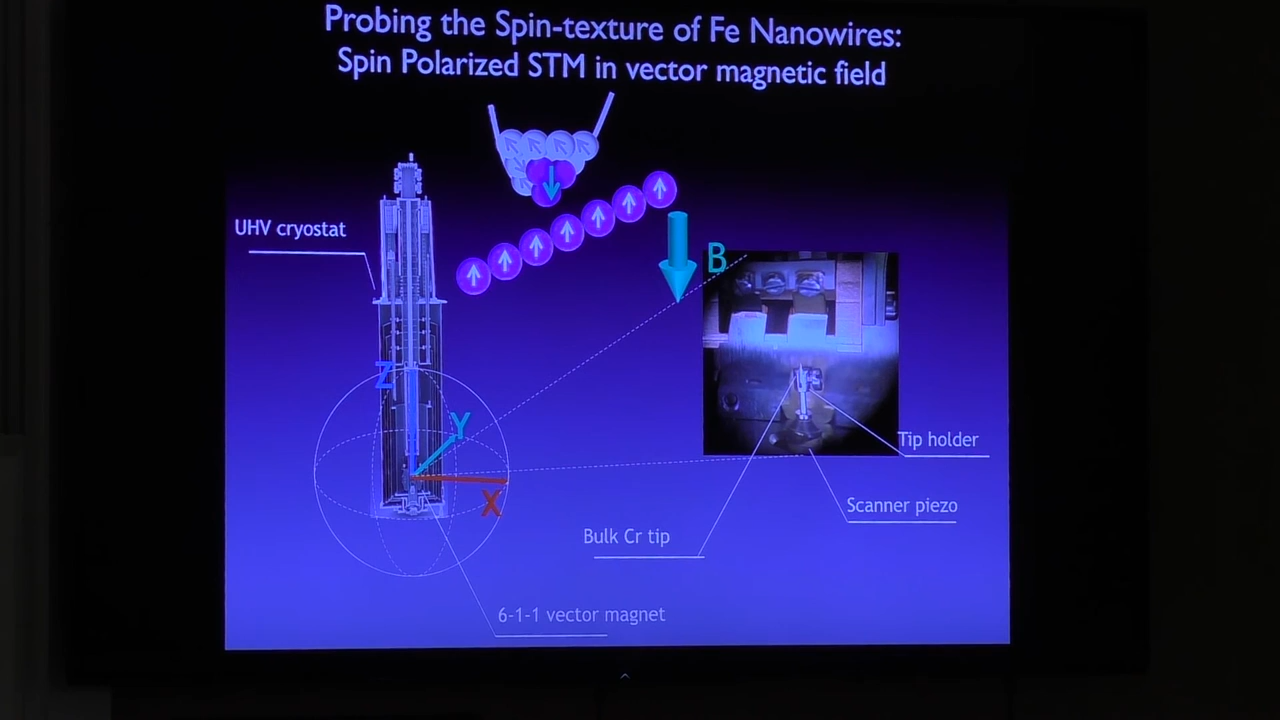 Probing the Spin-texture of Fe Nanowires:
Spin Polarized STM in vector magnetic field
UHV cryostat
B
Z
Y
X
Tip holder
Scanner piezo
Bulk Cr tip
6-1-1 vector magnet